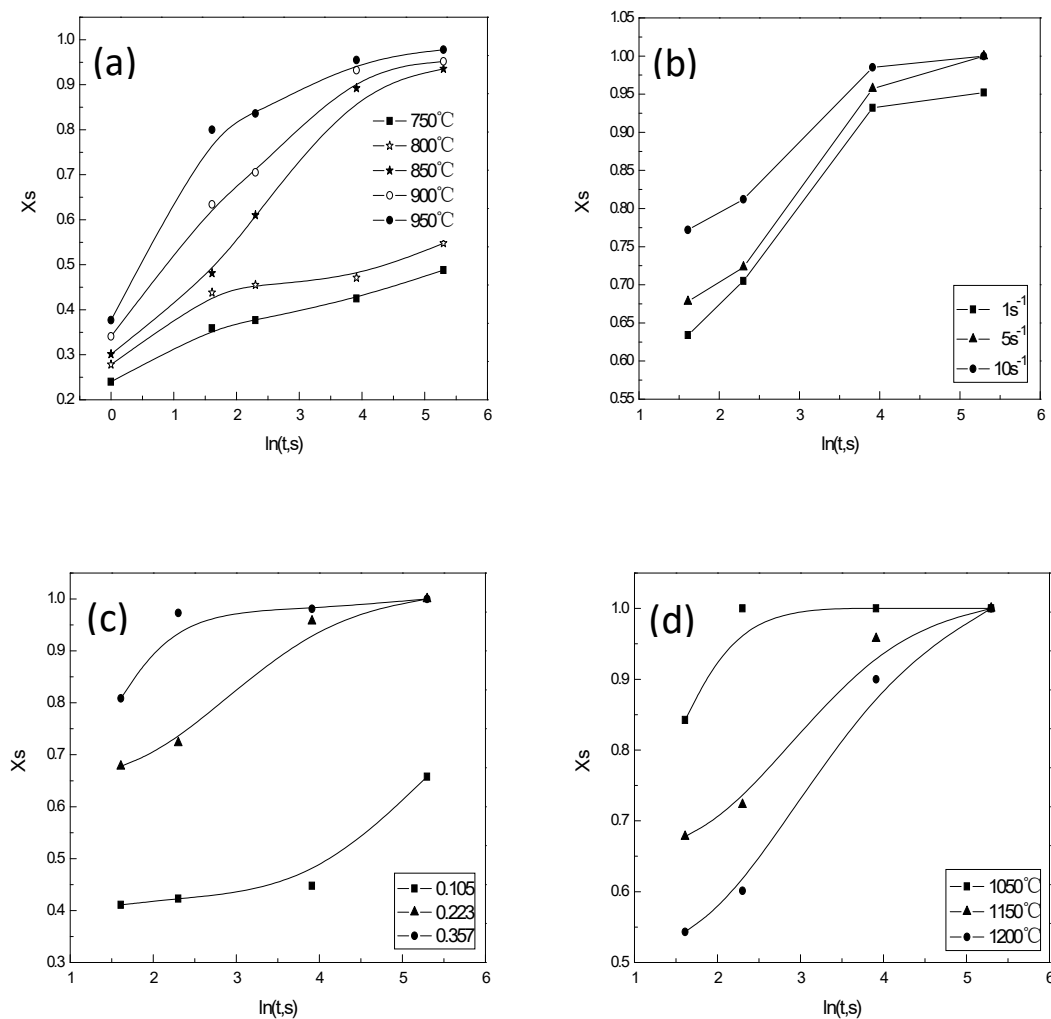 (a)
1.0
0.9
0.8
0.7
0.6
0.5
0.4
0.3
0.2
Xs
750℃
800℃
850℃
900℃
950℃
0 1 2 3 4 5 6
ln(t,s)
(b)
1.05
1.00
0.95
0.90
0.85
0.80
0.75
0.70
0.65
0.60
0.55
Xs
1s⁻¹
5s⁻¹
10s⁻¹
1 2 3 4 5 6
ln(t,s)
(c)
1.0
0.9
0.8
0.7
0.6
0.5
0.4
0.3
Xs
0.105
0.223
0.357
1 2 3 4 5 6
ln(t,s)
(d)
1.0
0.9
0.8
0.7
0.6
0.5
Xs
1050℃
1150℃
1200℃
1 2 3 4 5 6
ln(t,s)